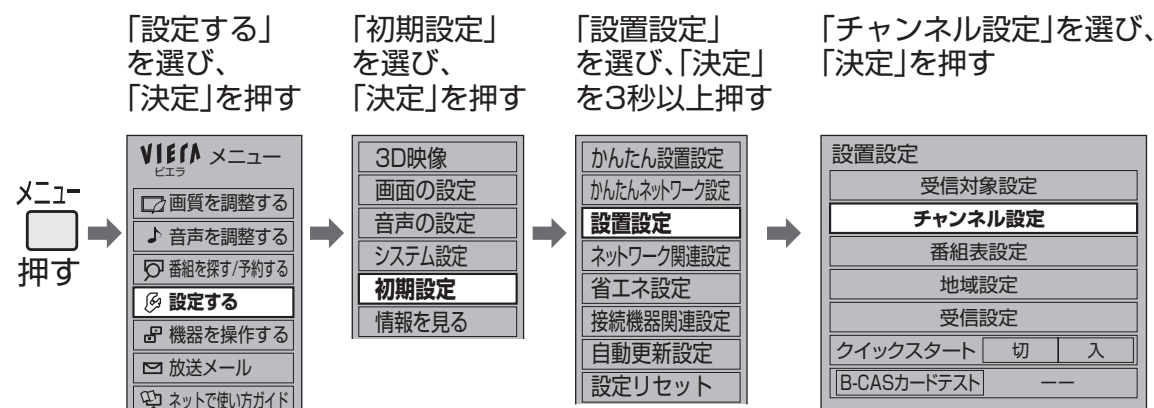 「設定する」
を選び、
「決定」を押す
「初期設定」
を選び、
「決定」を押す
「設置設定」
を選び、「決定」
を3秒以上押す
「チャンネル設定」を選び、
「決定」を押す
メニュー
押す
VIERA メニュー
ビエラ
画質を調整する
音声を調整する
番組を探す/予約する
設定する
機器を操作する
放送メール
ネットで使い方ガイド
3D映像
画面の設定
音声の設定
システム設定
初期設定
情報を見る
かんたん設置設定
かんたんネットワーク設定
設置設定
ネットワーク関連設定
省エネ設定
接続機器関連設定
自動更新設定
設定リセット
設置設定
受信対象設定
チャンネル設定
番組表設定
地域設定
受信設定
クイックスタート 切 入
B-CASカードテスト −−